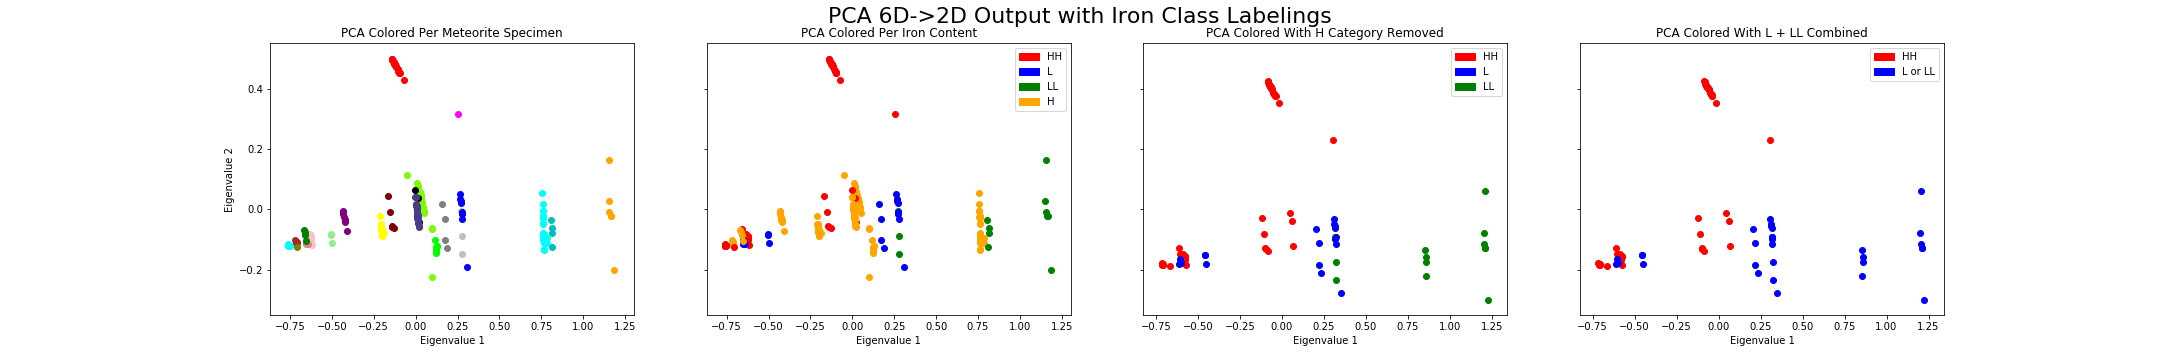 PCA 6D->2D Output with Iron Class Labelings
PCA Colored Per Meteorite Specimen
Eigenvalue 2
0.4
0.2
0.0
−0.2
−0.75 −0.50 −0.25 0.00 0.25 0.50 0.75 1.00 1.25
Eigenvalue 1
PCA Colored Per Iron Content
HH
L
LL
H
−0.75 −0.50 −0.25 0.00 0.25 0.50 0.75 1.00 1.25
Eigenvalue 1
PCA Colored With H Category Removed
HH
L
LL
−0.75 −0.50 −0.25 0.00 0.25 0.50 0.75 1.00 1.25
Eigenvalue 1
PCA Colored With L + LL Combined
HH
L or LL
−0.75 −0.50 −0.25 0.00 0.25 0.50 0.75 1.00 1.25
Eigenvalue 1